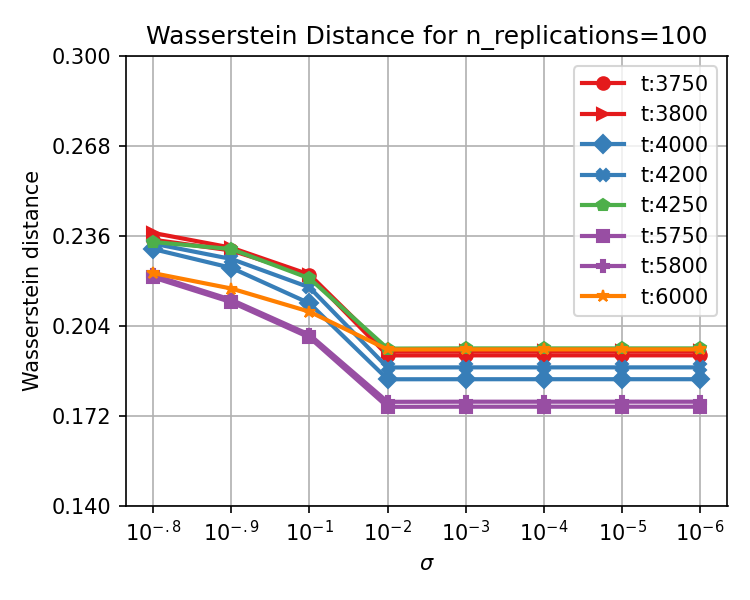 Wasserstein Distance for n_replications=100
Wasserstein distance
0.300
0.268
0.236
0.204
0.172
0.140
t:3750
t:3800
t:4000
t:4200
t:4250
t:5750
t:5800
t:6000
10^{-.8} 10^{-.9} 10^{-1} 10^{-2} 10^{-3} 10^{-4} 10^{-5} 10^{-6}
σ